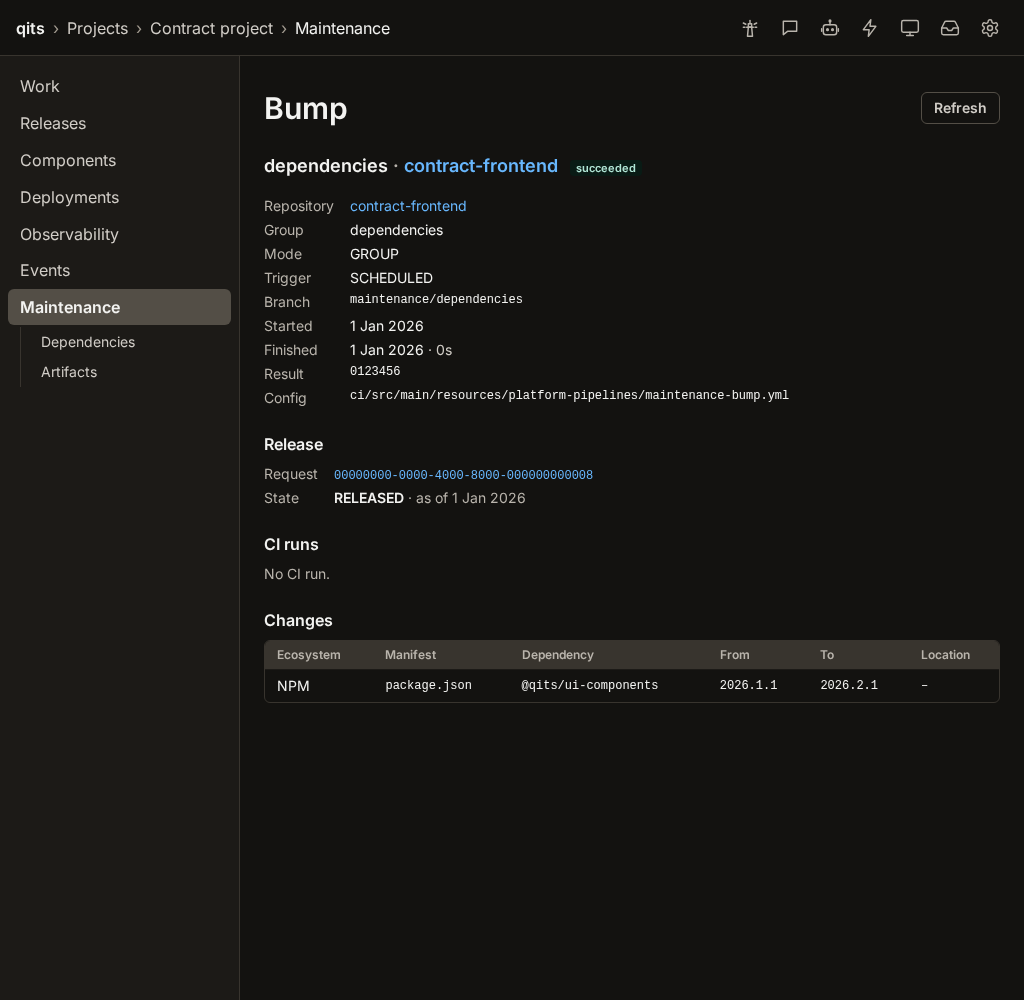 qits › Projects › Contract project › Maintenance
Work
Releases
Components
Deployments
Observability
Events
Maintenance
Dependencies
Artifacts
Bump
Refresh
dependencies · contract-frontend succeeded
Repository contract-frontend
Group dependencies
Mode GROUP
Trigger SCHEDULED
Branch maintenance/dependencies
Started 1 Jan 2026
Finished 1 Jan 2026 · 0s
Result 0123456
Config ci/src/main/resources/platform-pipelines/maintenance-bump.yml
Release
Request 00000000-0000-4000-8000-000000000008
State RELEASED · as of 1 Jan 2026
CI runs
No CI run.
Changes
Ecosystem Manifest Dependency From To Location
NPM package.json @qits/ui-components 2026.1.1 2026.2.1 –